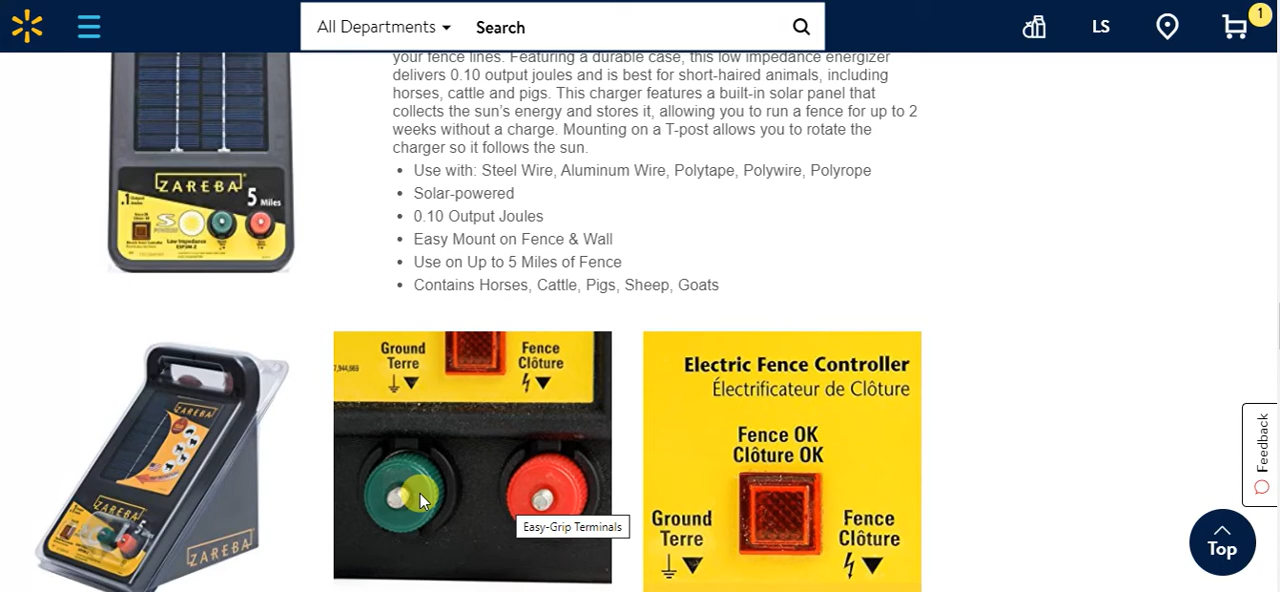 All Departments
Search
LS
1
your fence lines. Featuring a durable case, this low impedance energizer
delivers 0.10 output joules and is best for short-haired animals, including
horses, cattle and pigs. This charger features a built-in solar panel that
collects the sun's energy and stores it, allowing you to run a fence for up to 2
weeks without a charge. Mounting on a T-post allows you to rotate the
charger so it follows the sun.
• Use with: Steel Wire, Aluminum Wire, Polytape, Polywire, Polyrope
• Solar-powered
• 0.10 Output Joules
• Easy Mount on Fence & Wall
• Use on Up to 5 Miles of Fence
• Contains Horses, Cattle, Pigs, Sheep, Goats
ZAREBA
5 Miles
.1
Low Impedance
ZAREBA
ZAREBA
ZAREBA
Ground
Terre
Fence
Clôture
Easy-Grip Terminals
Electric Fence Controller
Électrificateur de Clôture
Fence OK
Clôture OK
Ground
Terre
Fence
Clôture
Feedback
Top